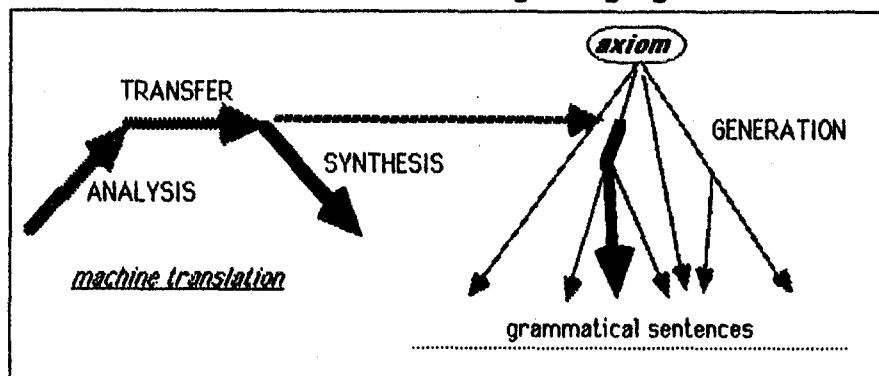 axiom
TRANSFER
GENERATION
SYNTHESIS
ANALYSIS
machine translation
grammatical sentences